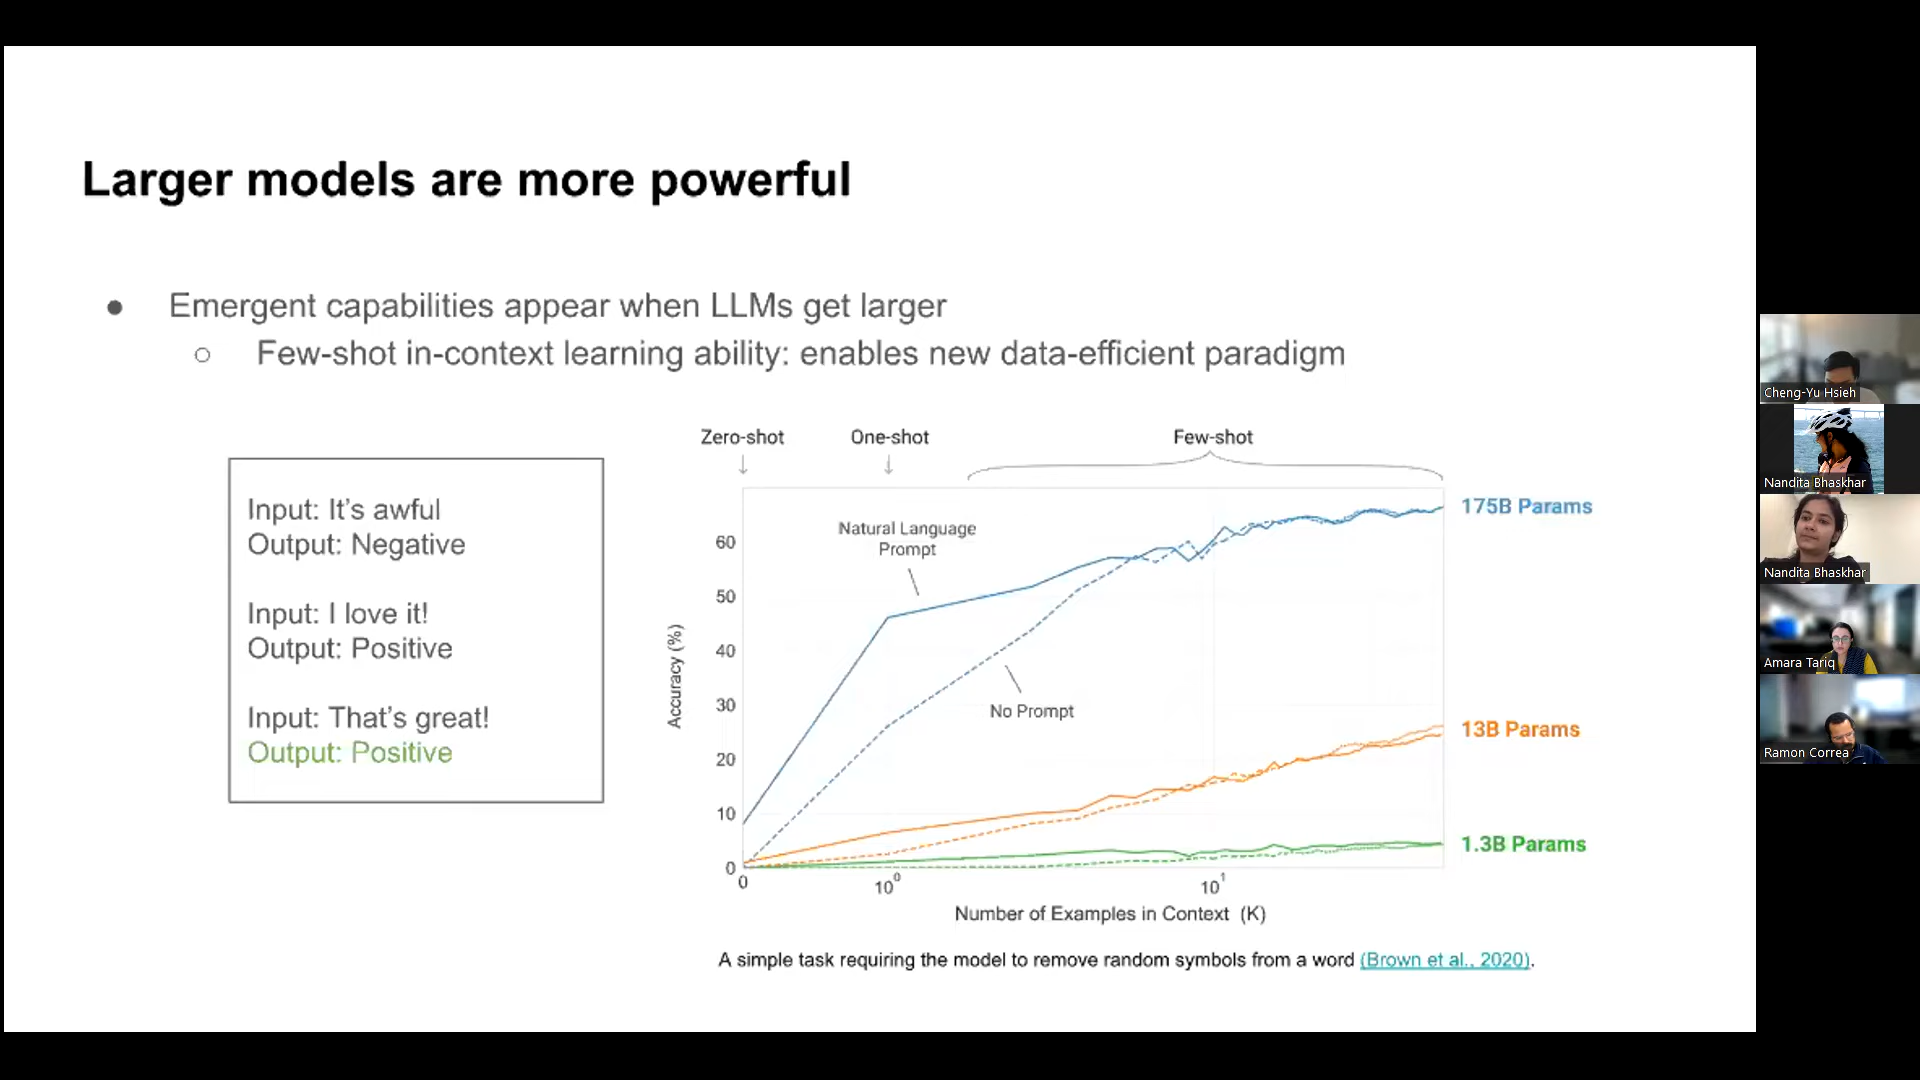 Larger models are more powerful
● Emergent capabilities appear when LLMs get larger
○ Few-shot in-context learning ability: enables new data-efficient paradigm
Input: It's awful
Output: Negative
Input: I love it!
Output: Positive
Input: That's great!
Output: Positive
Zero-shot
One-shot
Few-shot
Natural Language
Prompt
No Prompt
175B Params
13B Params
1.3B Params
Accuracy (%)
60
50
40
30
20
10
0
0
10⁰
10¹
Number of Examples in Context (K)
A simple task requiring the model to remove random symbols from a word (Brown et al., 2020).
Cheng-Yu Hsieh
Nandita Bhaskhar
Nandita Bhaskhar
Amara Tariq
Ramon Correa